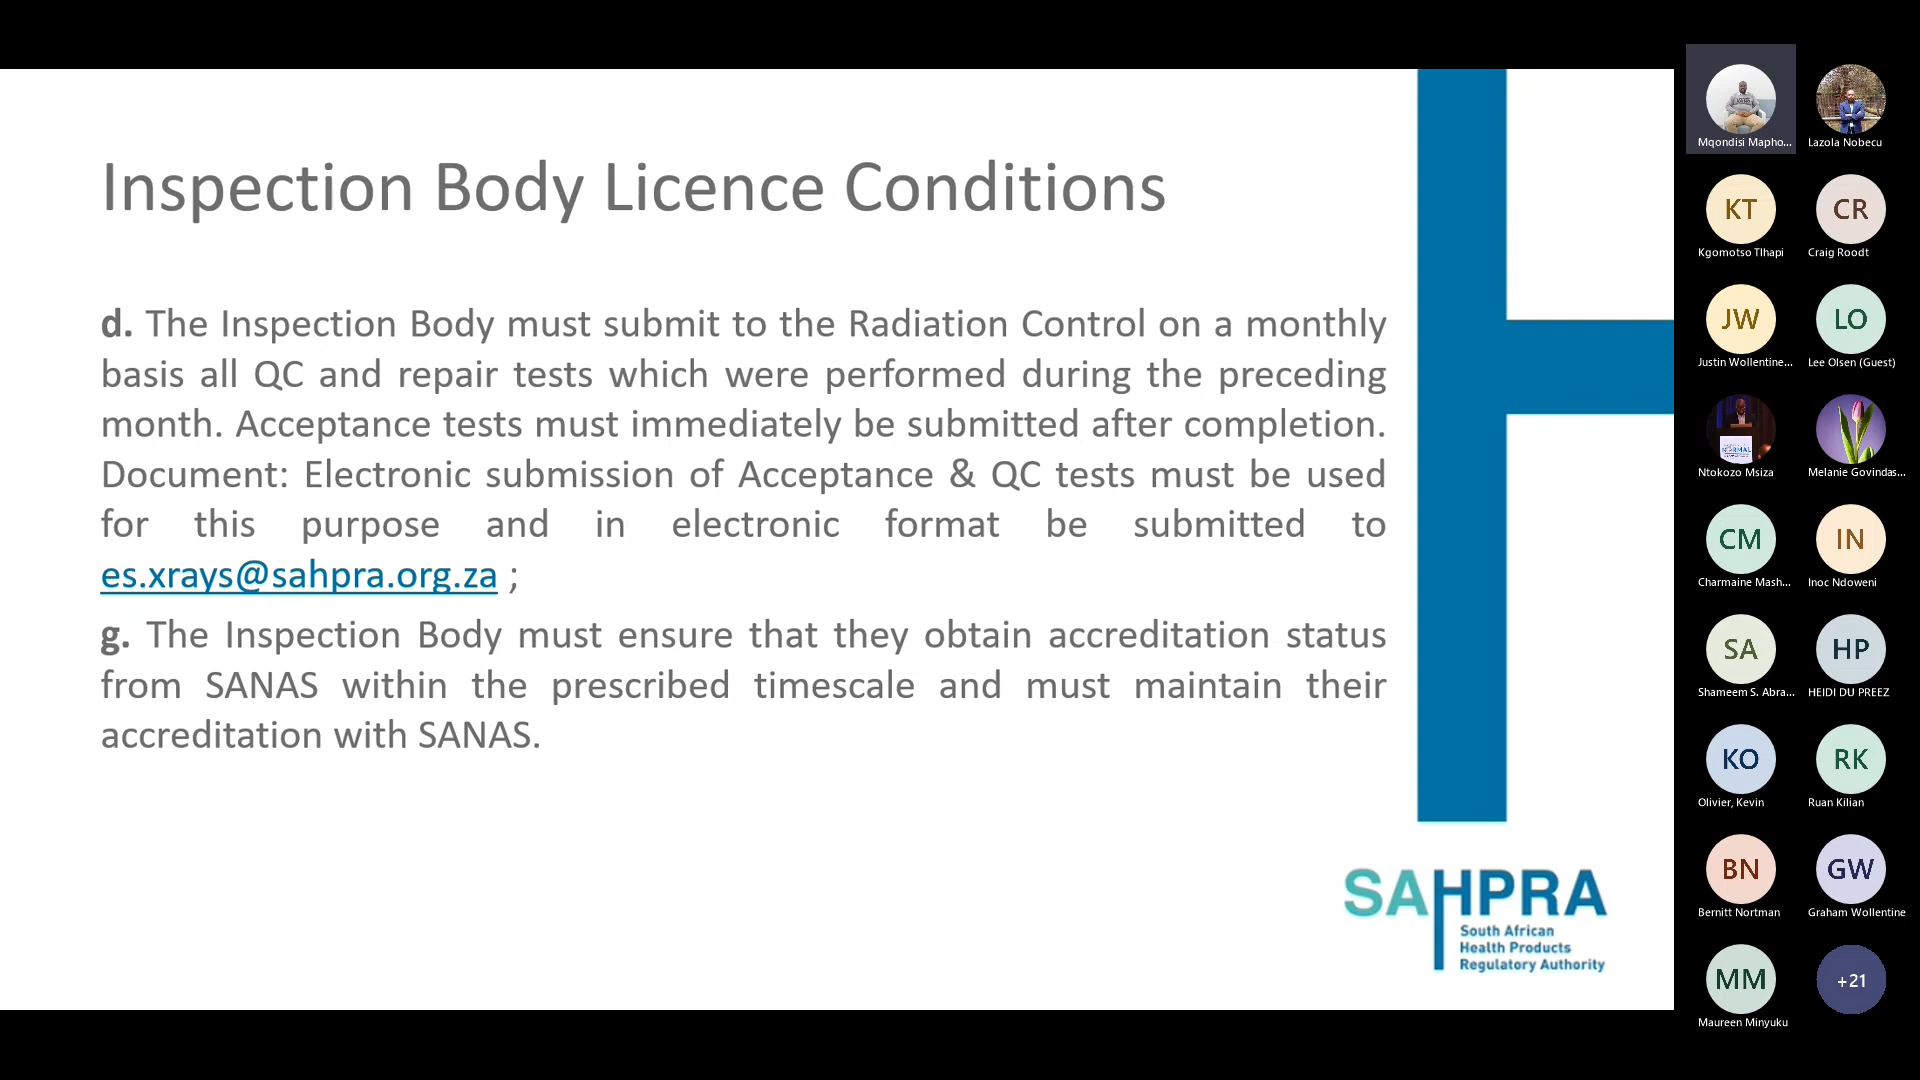 Inspection Body Licence Conditions
d. The Inspection Body must submit to the Radiation Control on a monthly
basis all QC and repair tests which were performed during the preceding
month. Acceptance tests must immediately be submitted after completion.
Document: Electronic submission of Acceptance & QC tests must be used
for this purpose and in electronic format be submitted to
es.xrays@sahpra.org.za ;
g. The Inspection Body must ensure that they obtain accreditation status
from SANAS within the prescribed timescale and must maintain their
accreditation with SANAS.
SAHPRA
South African
Health Products
Regulatory Authority
Mqondisi Mapho...
Lazola Nobecu
KT
CR
Kgomotso Tlhapi
Craig Roodt
JW
LO
Justin Wollentine...
Lee Olsen (Guest)
Ntokozo Msiza
Melanie Govindas...
CM
IN
Charmaine Mash...
Inoc Ndoweni
SA
HP
Shameem S. Abra...
HEIDI DU PREEZ
KO
RK
Olivier, Kevin
Ruan Kilian
BN
GW
Bernitt Nortman
Graham Wollentine
MM
+21
Maureen Minyuku